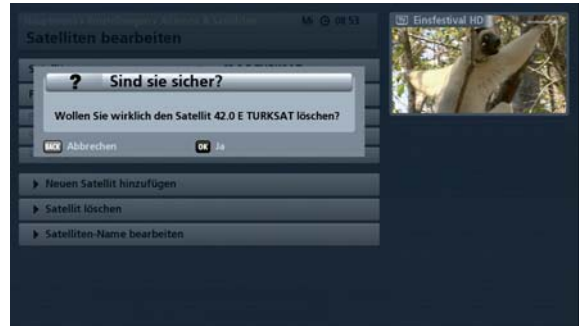 Mi 08:53
Einsfestival HD
Satelliten bearbeiten
Sind sie sicher?
Wollen Sie wirklich den Satellit 42.0 E TURKSAT löschen?
BACK Abbrechen
OK Ja
Neuen Satellit hinzufügen
Satellit löschen
Satelliten-Name bearbeiten